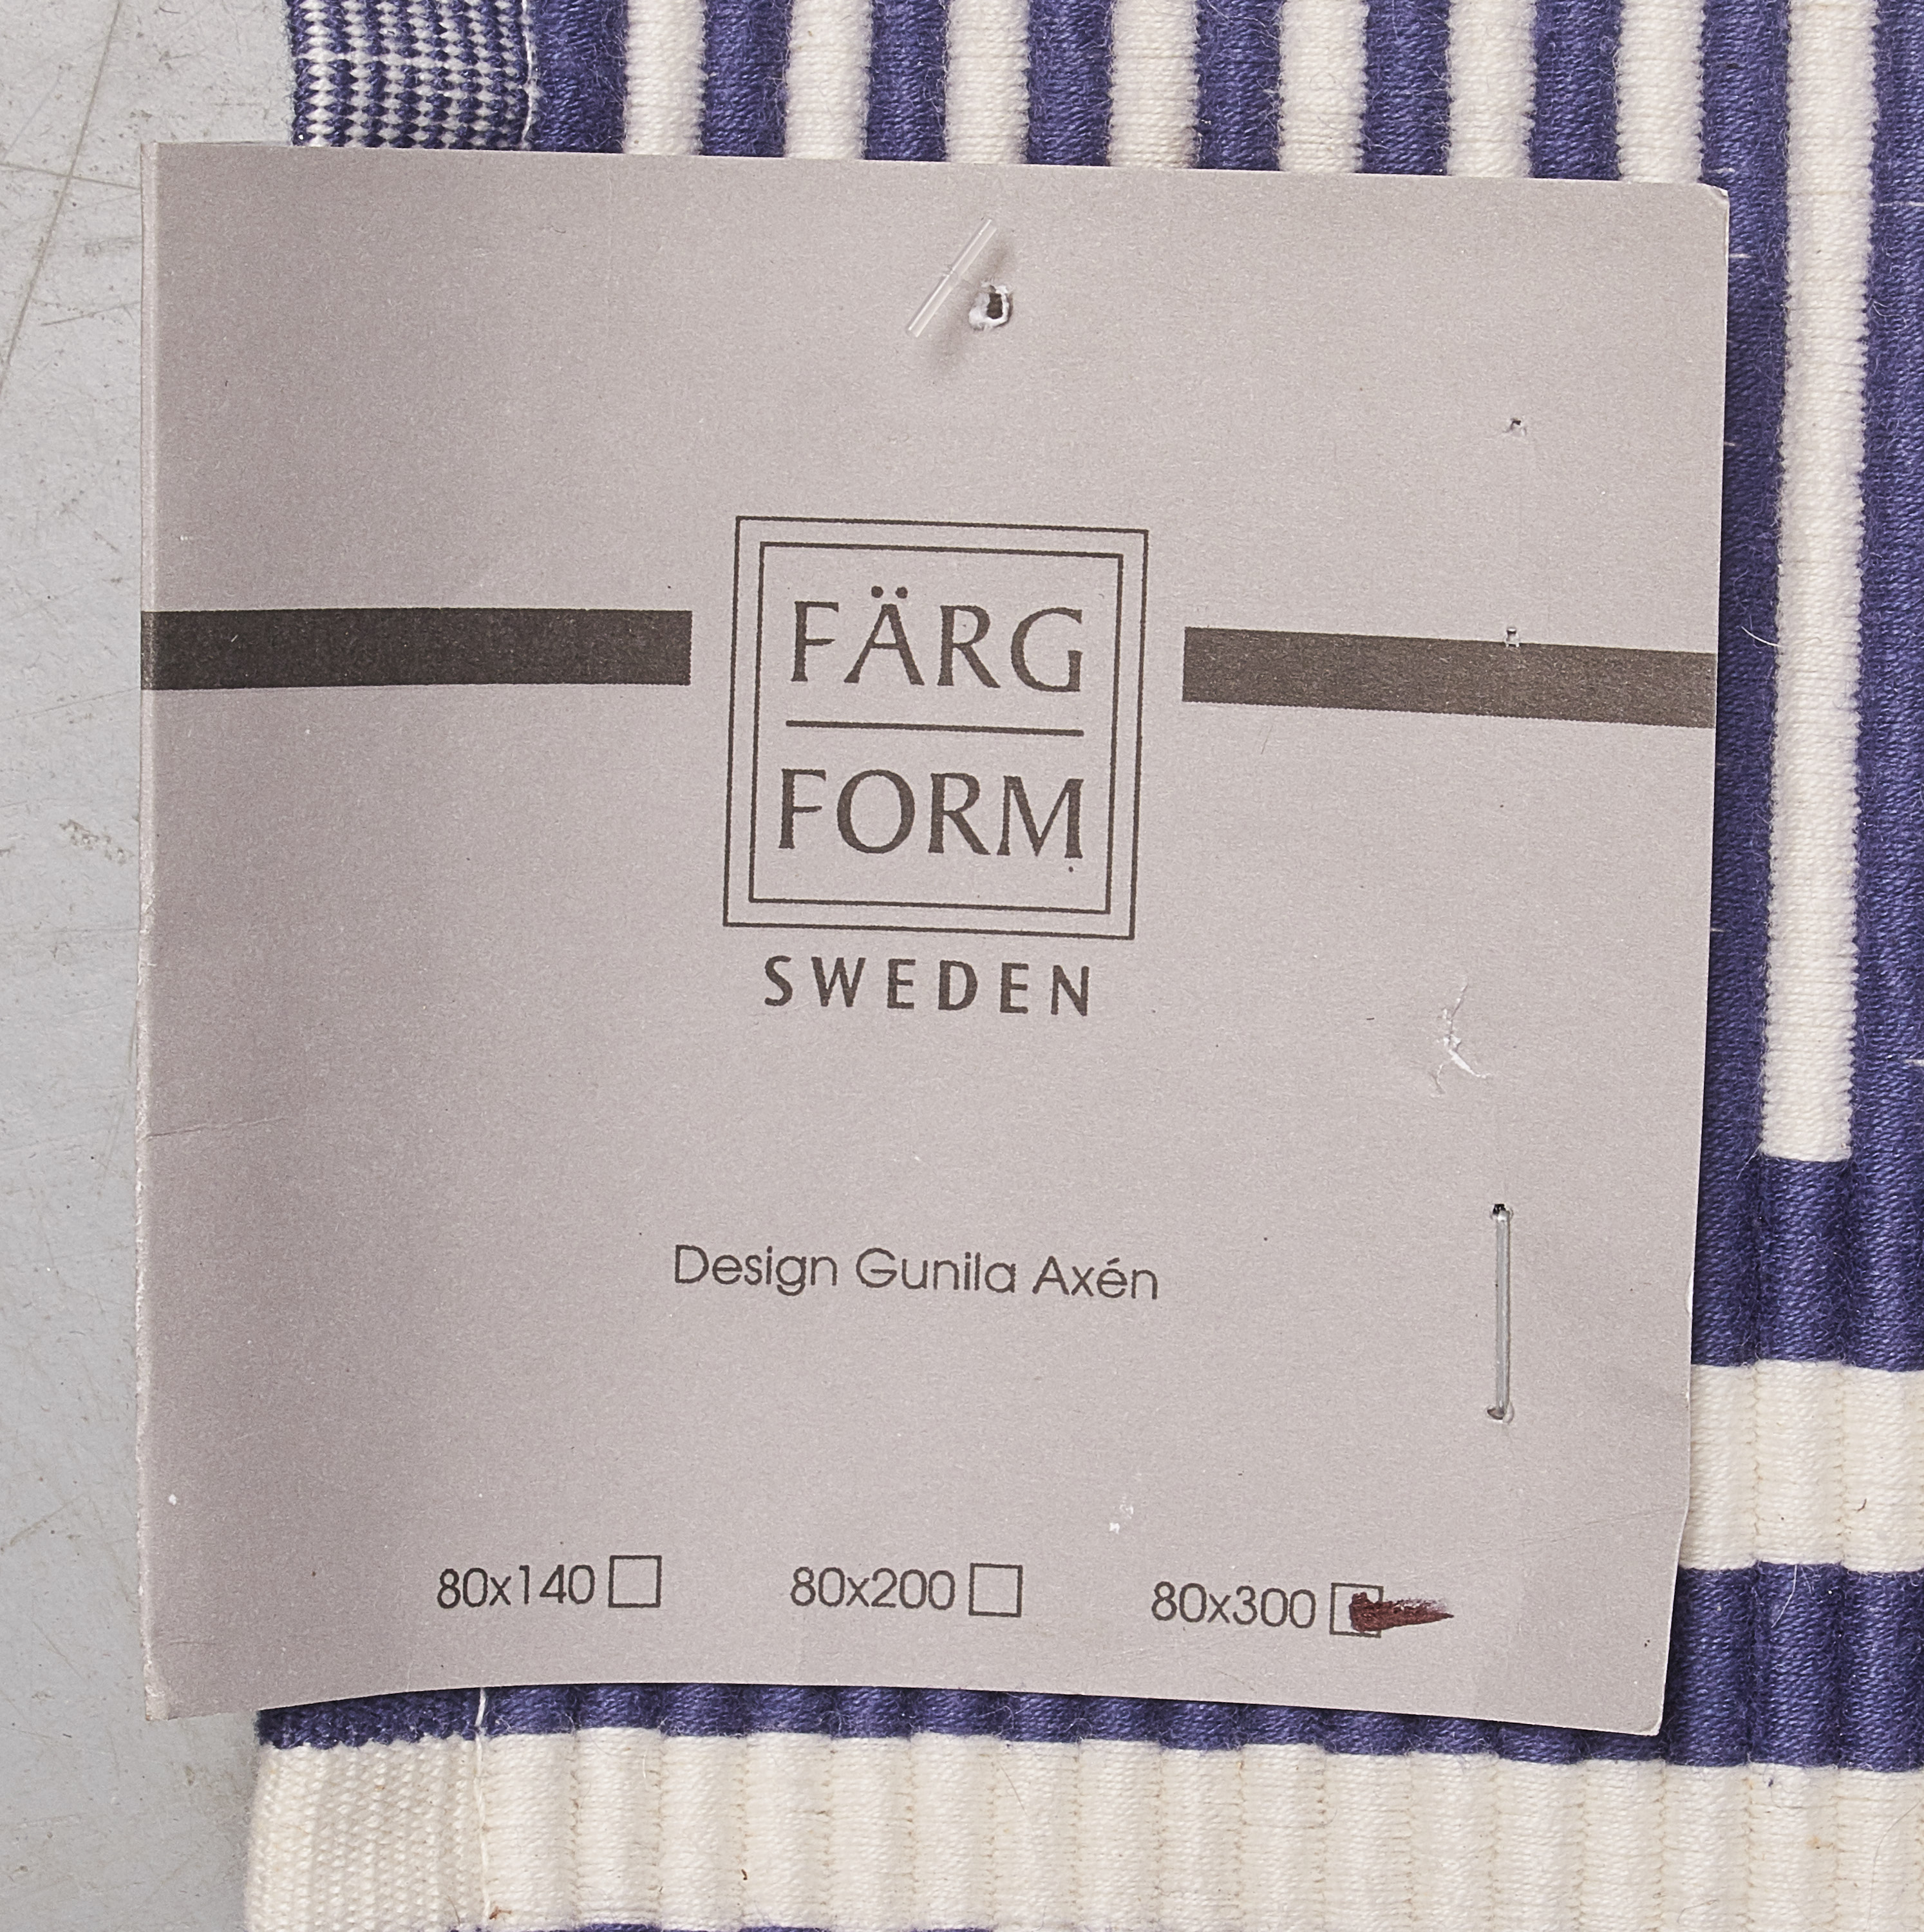 FÄRG
FORM
SWEDEN
Design Gunila Axén
80x140 80x200 80x300